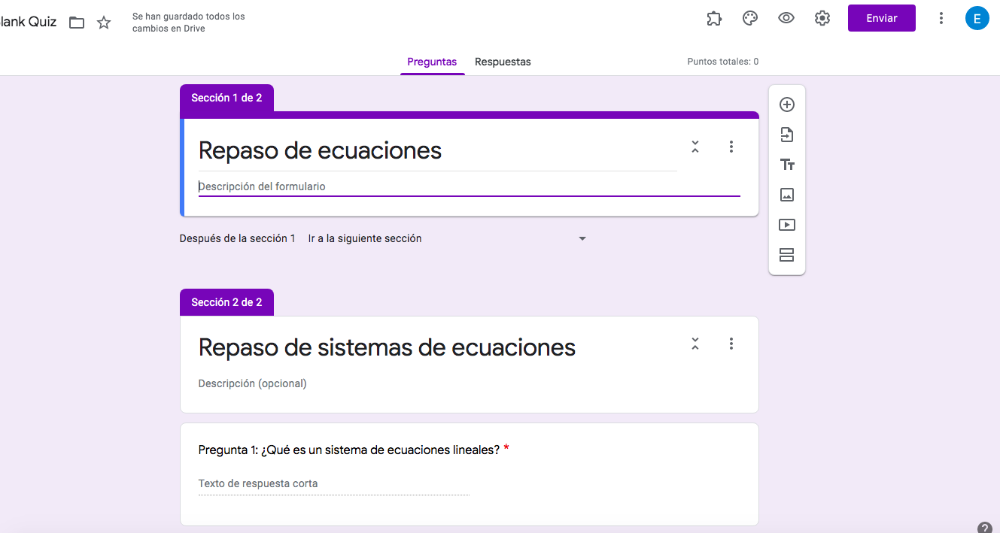 lank Quiz
Se han guardado todos los
cambios en Drive
Enviar
E
Preguntas
Respuestas
Puntos totales: 0
Sección 1 de 2
Repaso de ecuaciones
Descripción del formulario
Tт
Después de la sección 1 Ir a la siguiente sección
Sección 2 de 2
Repaso de sistemas de ecuaciones
Descripción (opcional)
Pregunta 1: ¿Qué es un sistema de ecuaciones lineales? *
Texto de respuesta corta
?